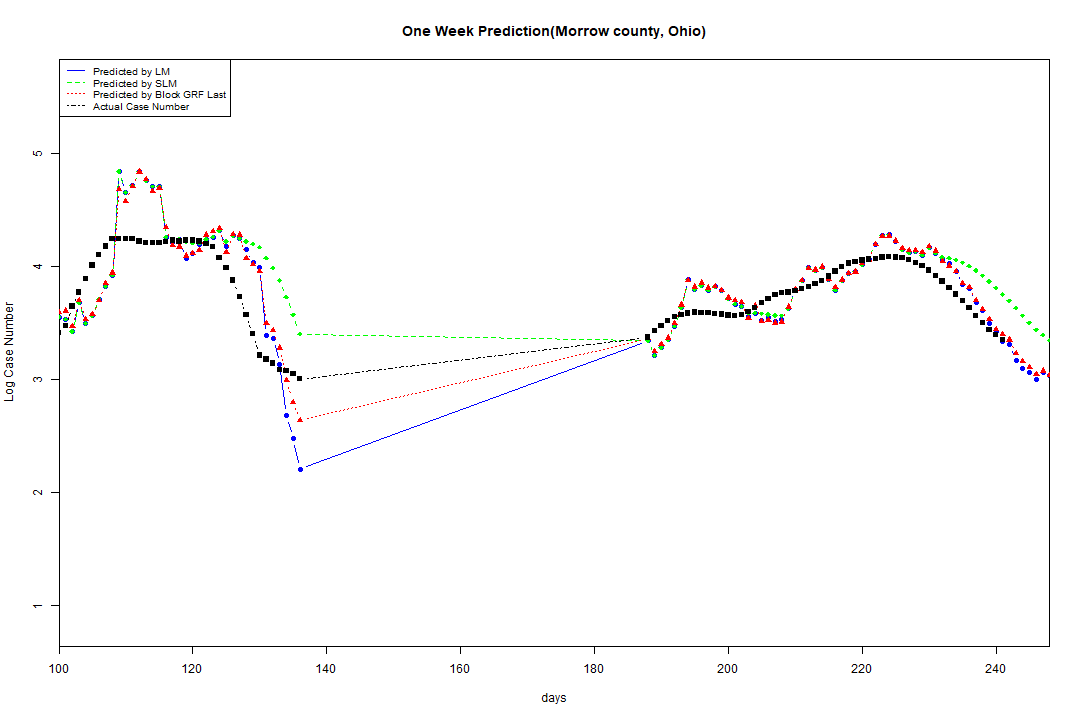 One Week Prediction(Morrow county, Ohio)
Predicted by LM
Predicted by SLM
Predicted by Block GRF Last
Actual Case Number
Log Case Number
5
4
3
2
1
100 120 140 160 180 200 220 240
days